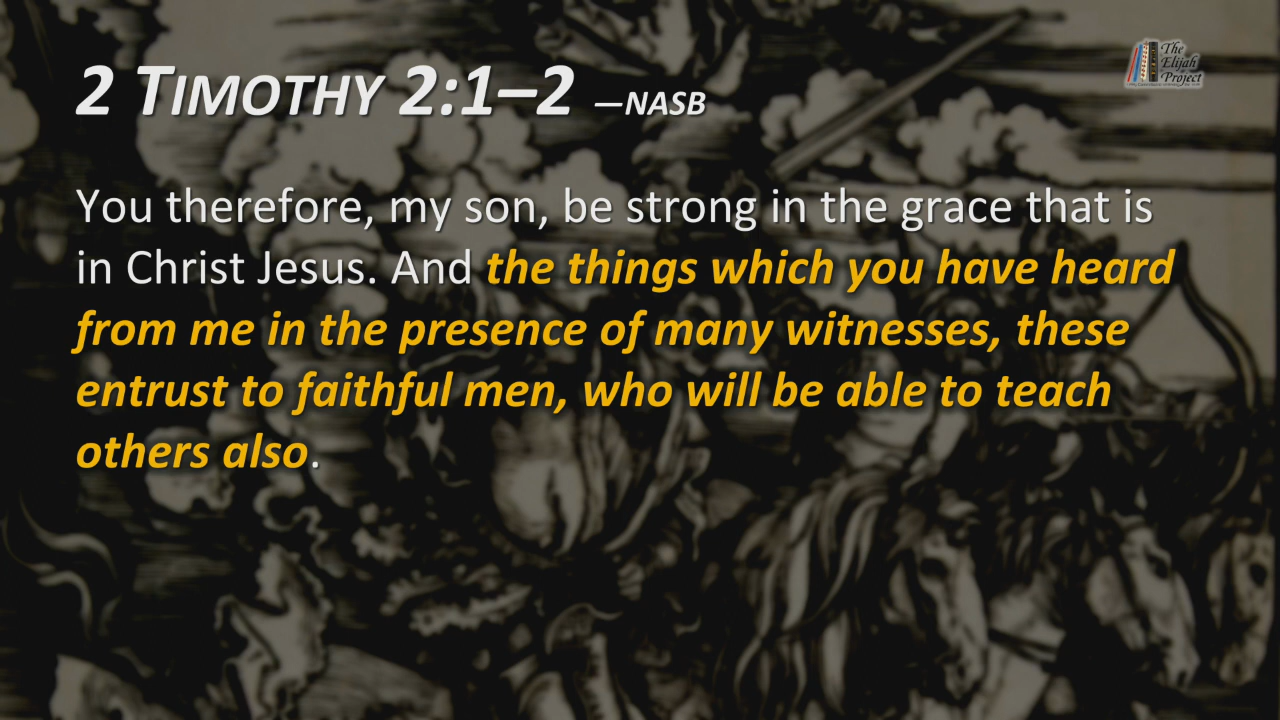 2 TIMOTHY 2:1–2 —NASB
The
Elijah
Project
You therefore, my son, be strong in the grace that is
in Christ Jesus. And the things which you have heard
from me in the presence of many witnesses, these
entrust to faithful men, who will be able to teach
others also.